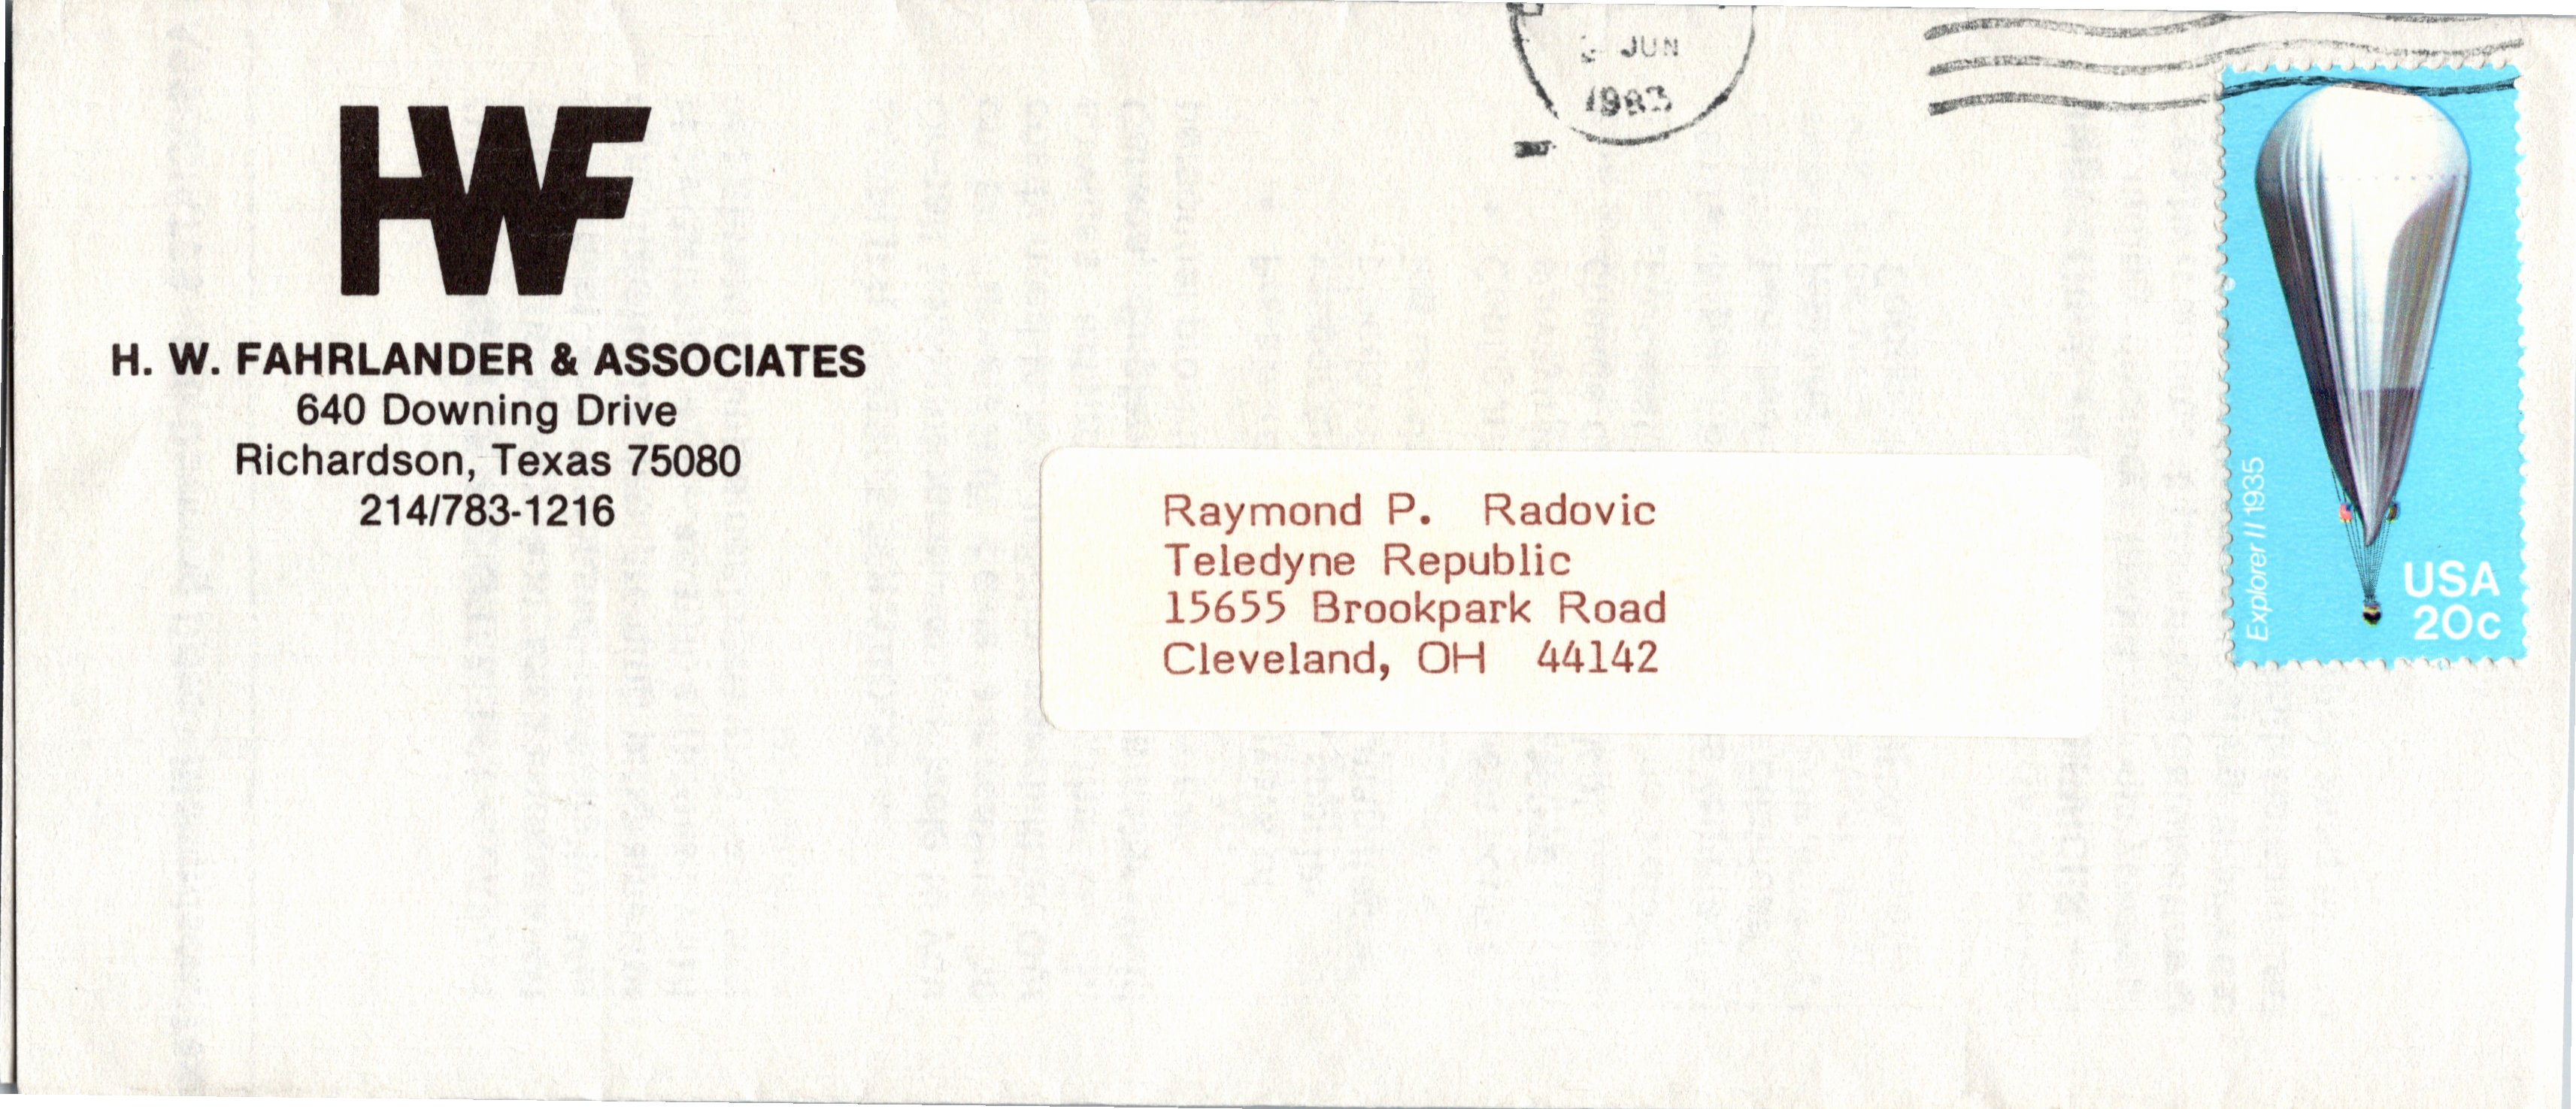 HWF
H. W. FAHRLANDER & ASSOCIATES
640 Downing Drive
Richardson, Texas 75080
214/783-1216
JUN
1983
Raymond P. Radovic
Teledyne Republic
15655 Brookpark Road
Cleveland, OH 44142
Explorer II 1935
USA
20c